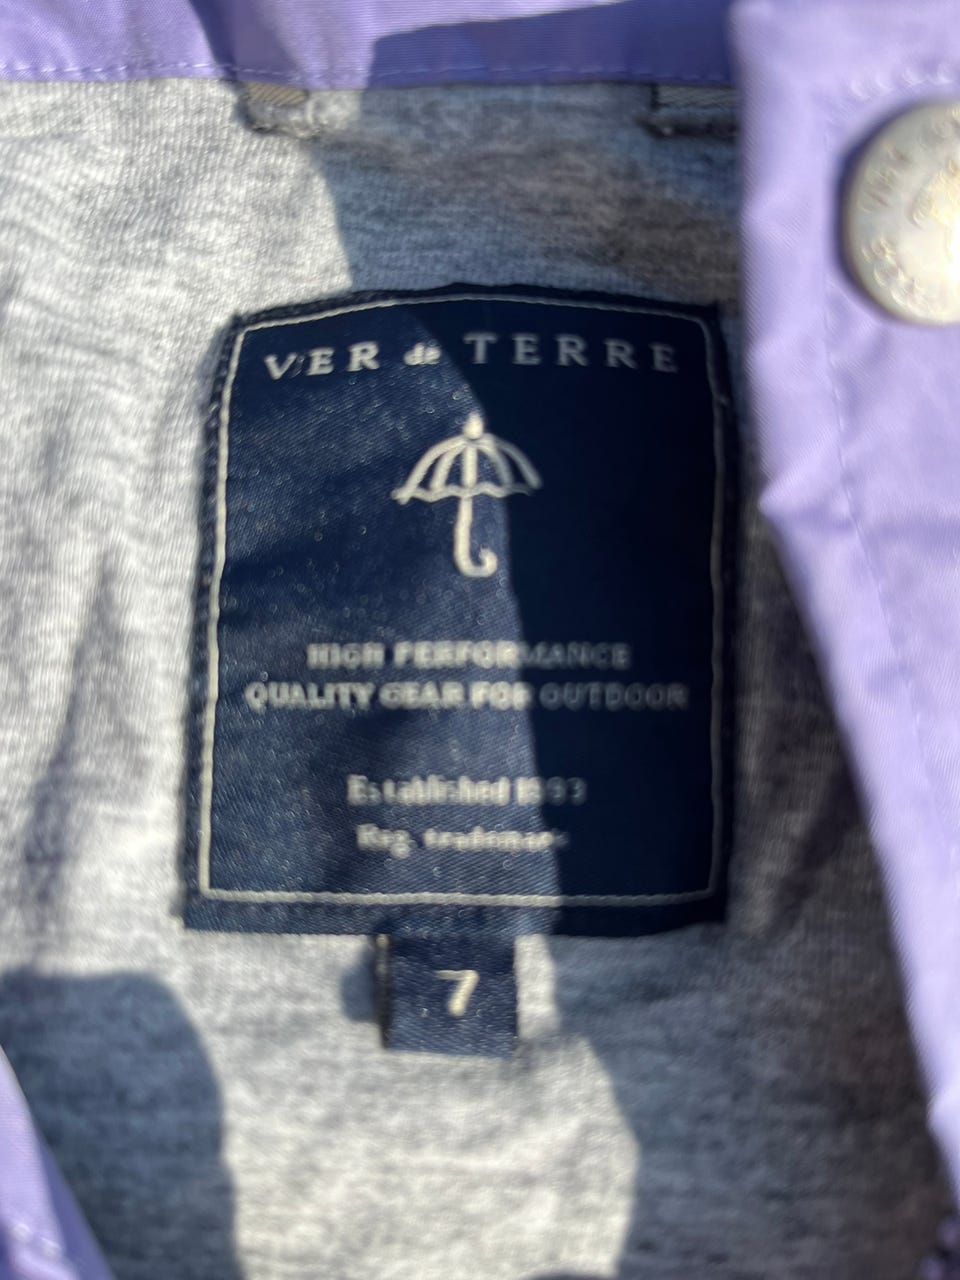 VER de TERRE
HIGH PERFORMANCE
QUALITY GEAR FOR OUTDOOR
Established 1993
Reg. trademark
7